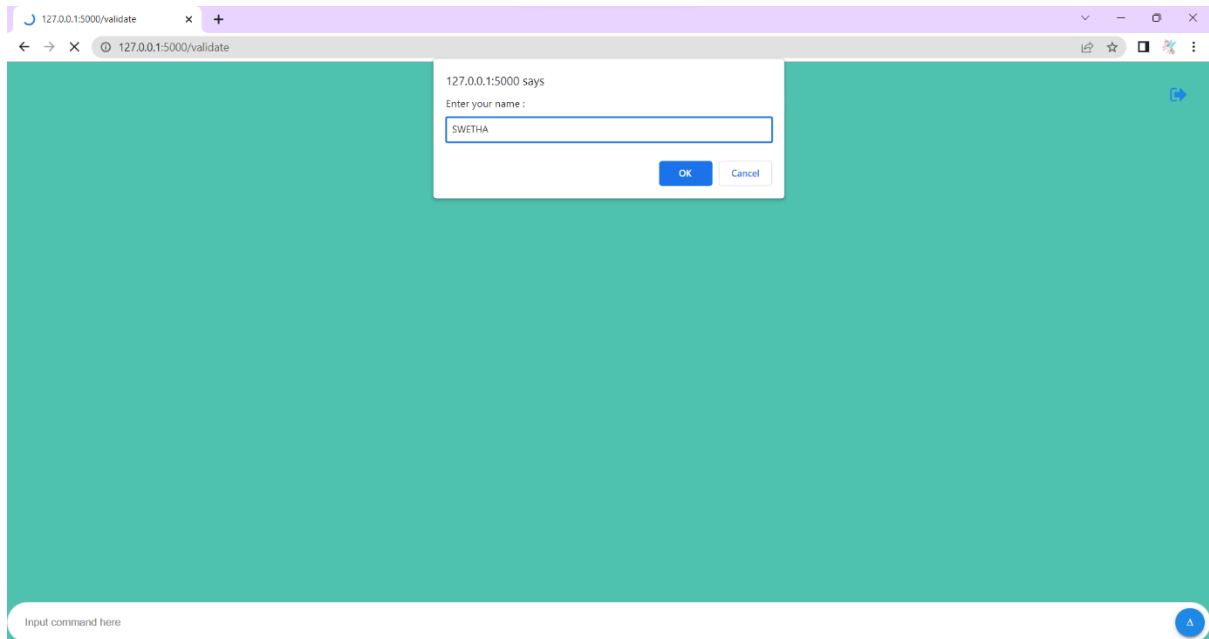 127.0.0.1:5000/validate
127.0.0.1:5000/validate
127.0.0.1:5000 says
Enter your name :
SWETHA
OK Cancel
Input command here
Δ